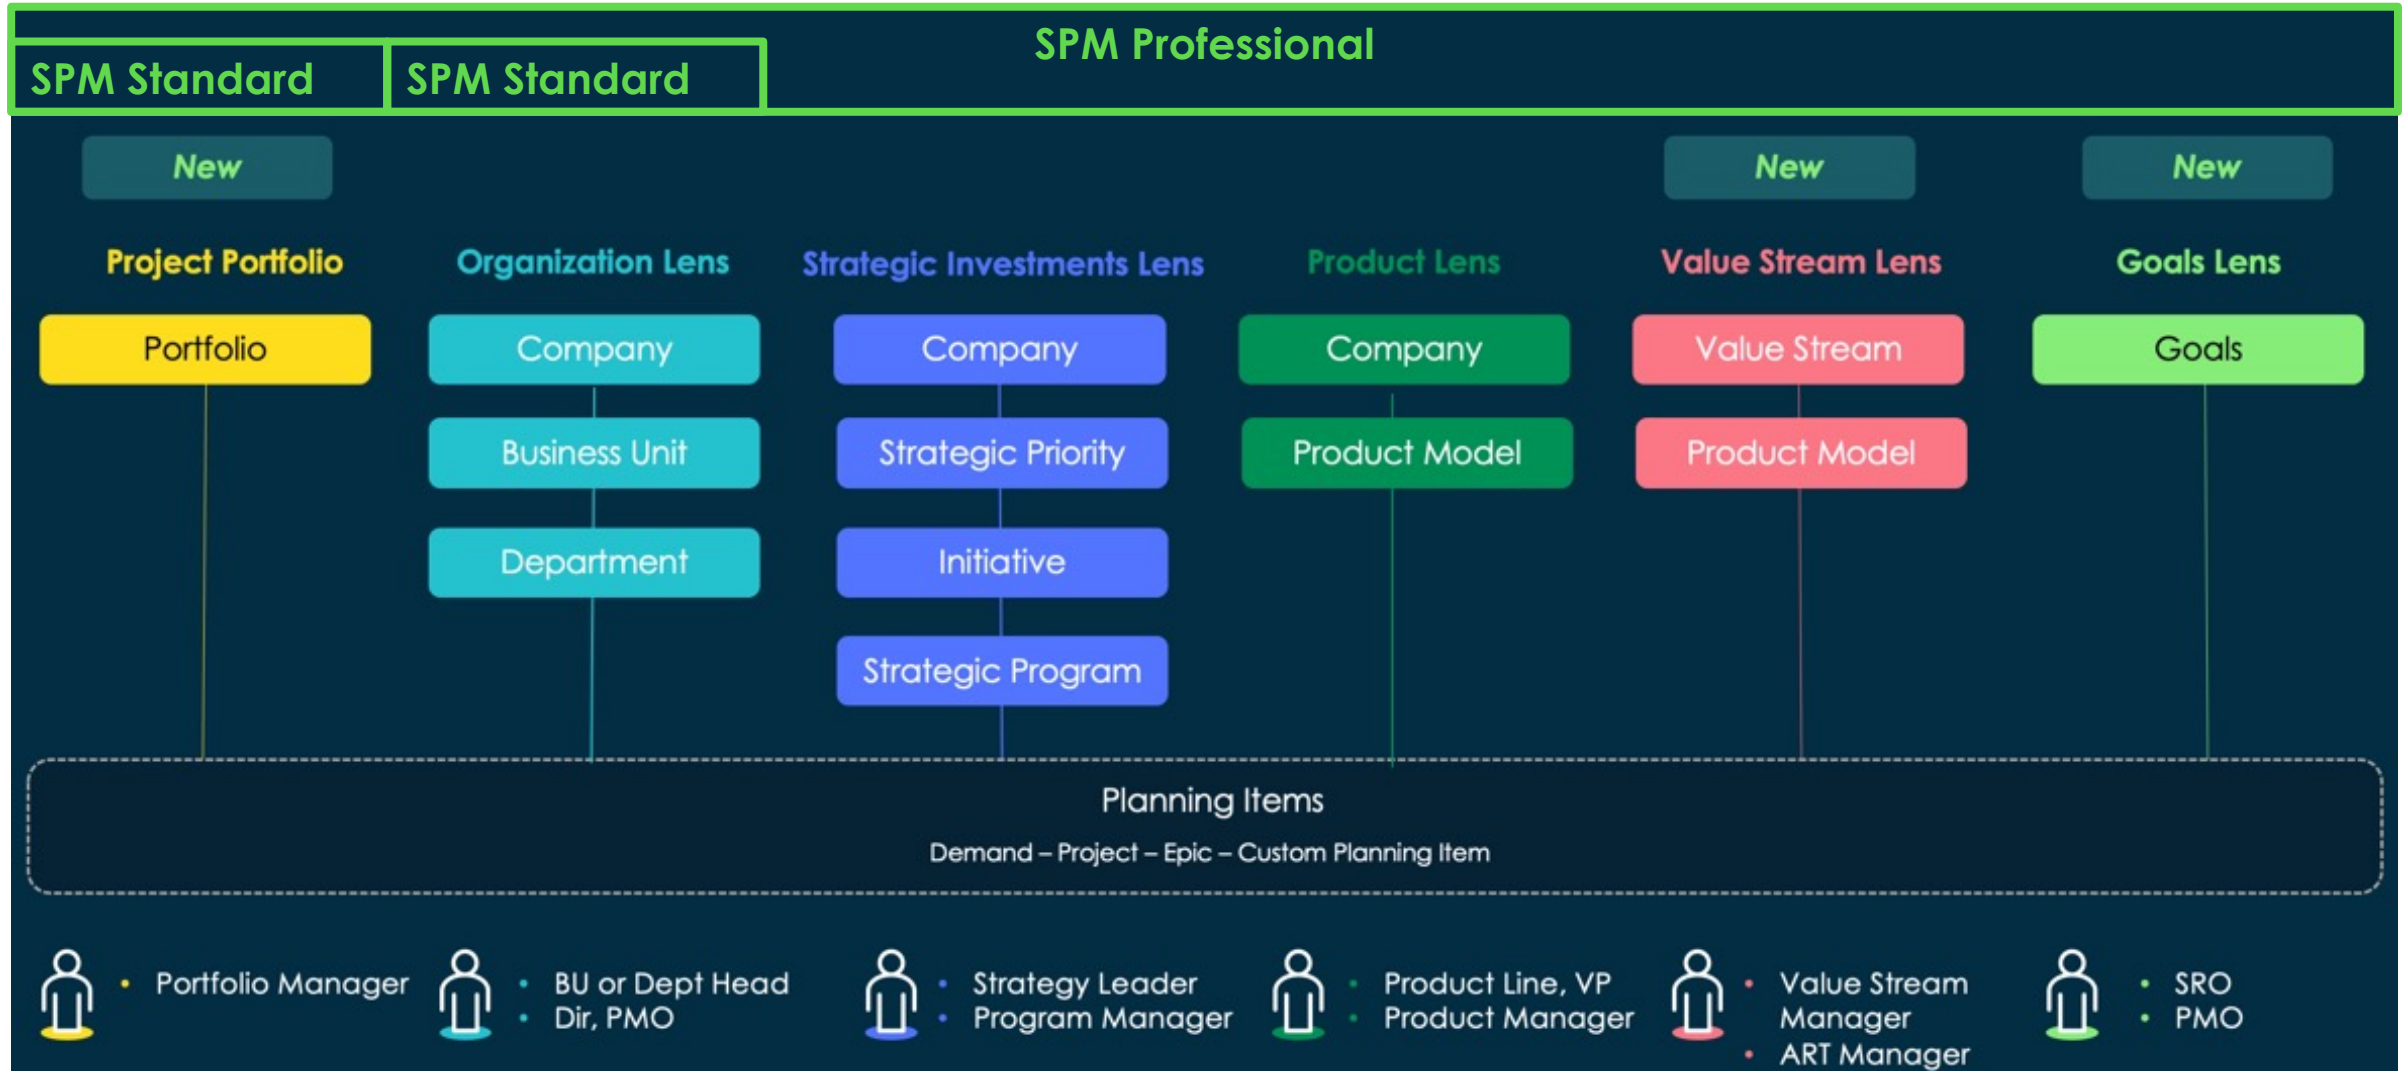 SPM Professional
SPM Standard
SPM Standard
New
New
New
Project Portfolio
Organization Lens
Strategic Investments Lens
Product Lens
Value Stream Lens
Goals Lens
Portfolio
Company
Company
Company
Value Stream
Goals
Business Unit
Strategic Priority
Product Model
Product Model
Department
Initiative
Strategic Program
Planning Items
Demand – Project – Epic – Custom Planning Item
• Portfolio Manager
• BU or Dept Head
• Dir, PMO
• Strategy Leader
• Program Manager
• Product Line, VP
• Product Manager
• Value Stream
Manager
• ART Manager
• SRO
• PMO